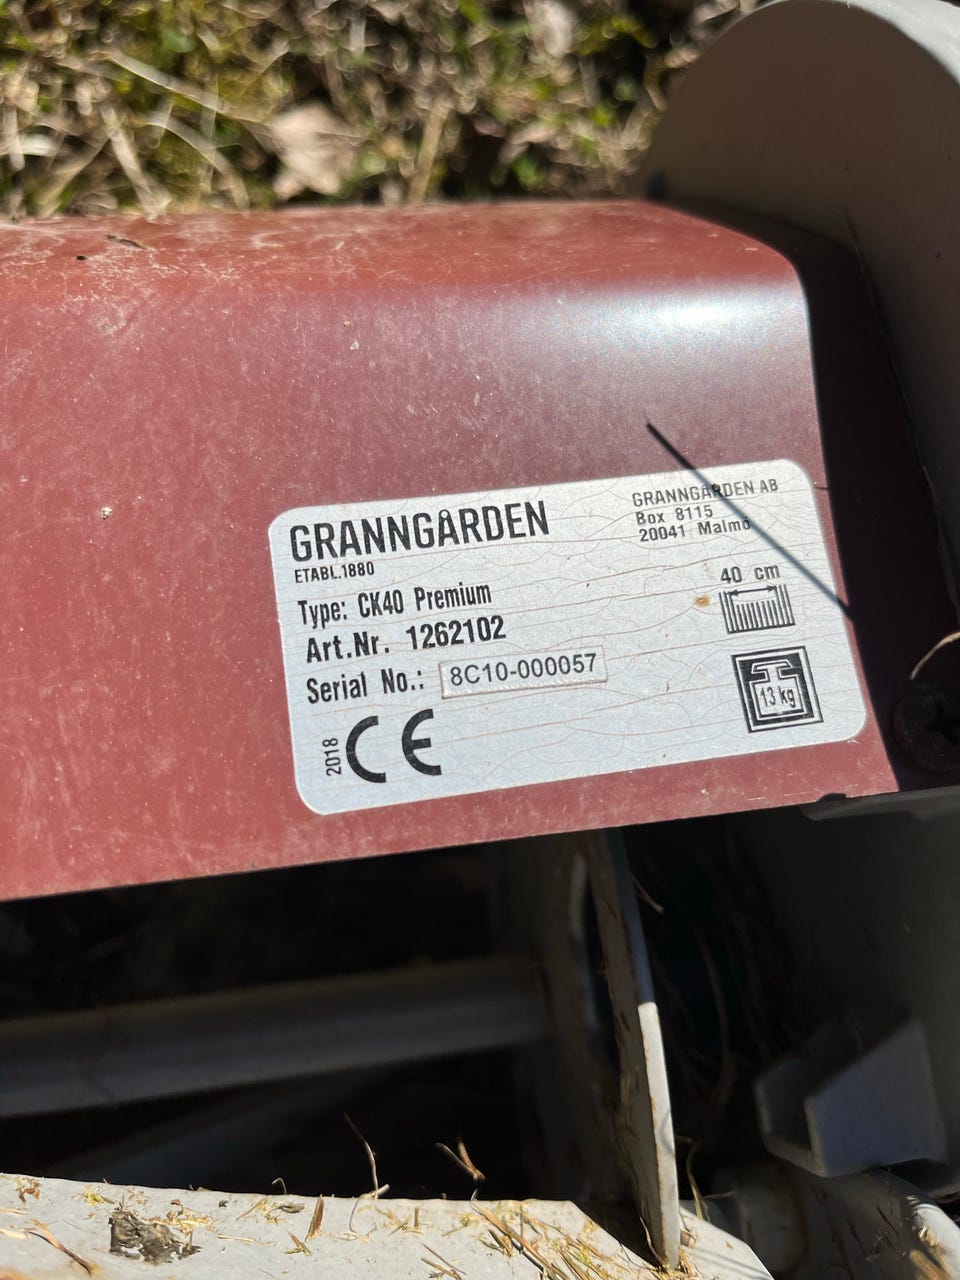 GRANNGÅRDEN
ETABL.1880
GRANNGÅRDEN AB
Box 8115
20041 Malmö
Type: CK40 Premium
Art.Nr. 1262102
Serial No.: 8C10-000057
40 cm
13 kg
2018 CE